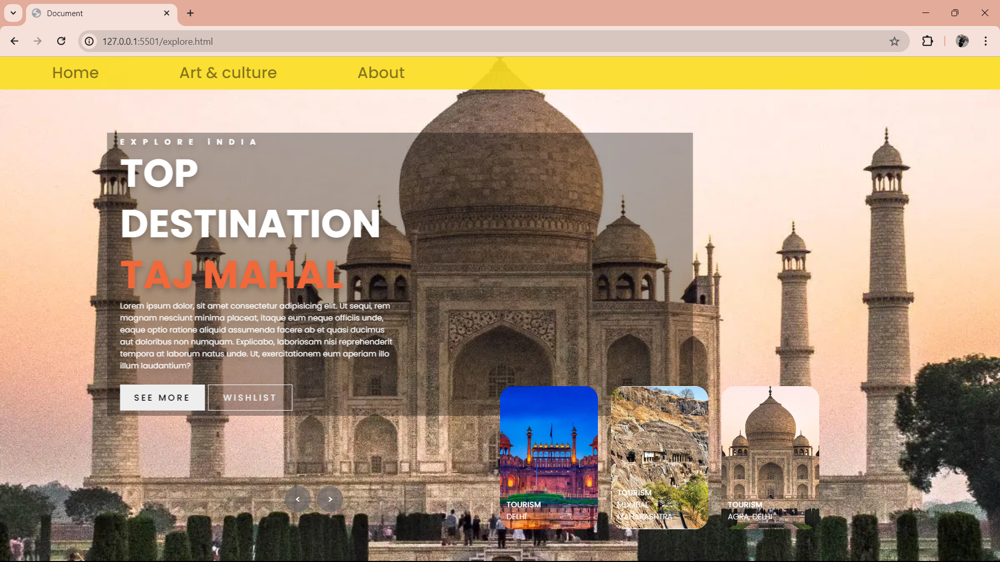 Document
127.0.0.1:5501/explore.html
Home Art & culture About
EXPLORE iNDIA
TOP
DESTINATION
TAJ MAHAL
Lorem ipsum dolor, sit amet consectetur adipisicing elit. Ut sequi, rem
magnam nesciunt minima placeat, itaque eum neque officiis unde,
eaque optio ratione aliquid assumenda facere ab et quasi ducimus
aut doloribus non numquam. Explicabo, laboriosam nisi reprehenderit
tempora at laborum natus unde. Ut, exercitationem eum aperiam illo
illum laudantium?
SEE MORE WISHLIST
< >
TOURISM
DELHI
TOURISM
MUMBAI,
MAHARASHTRA
TOURISM
AGRA, DELHI